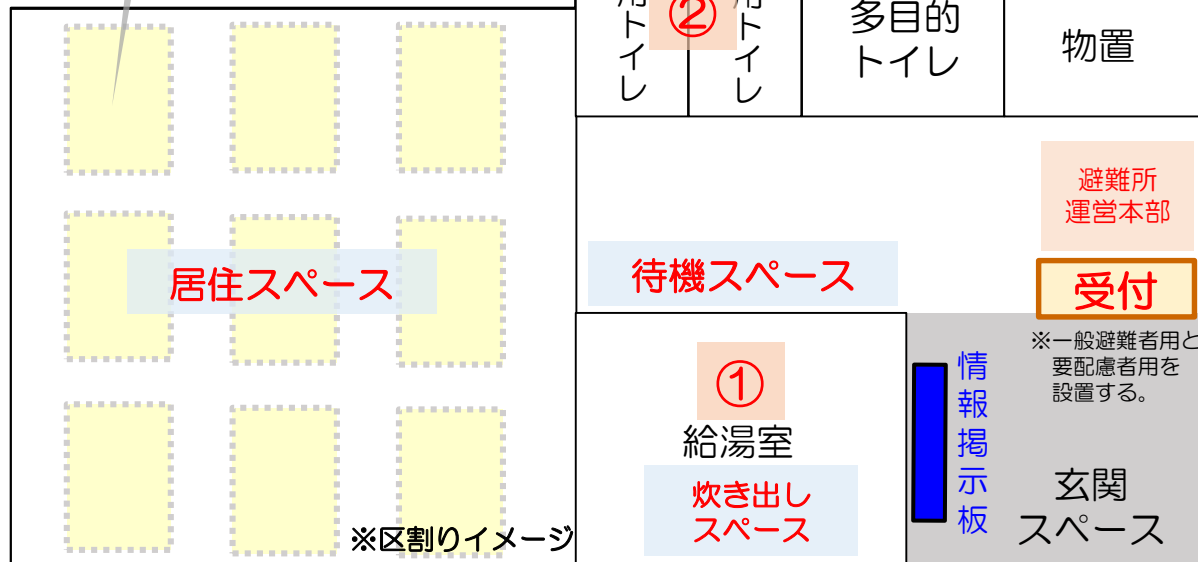 居住スペース
※区割りイメージ
用トイレ
②
用トイレ
多目的
トイレ
物置
避難所
運営本部
待機スペース
受付
※一般避難者用と
要配慮者用を
設置する。
①
給湯室
炊き出し
スペース
情報掲示板
玄関
スペース